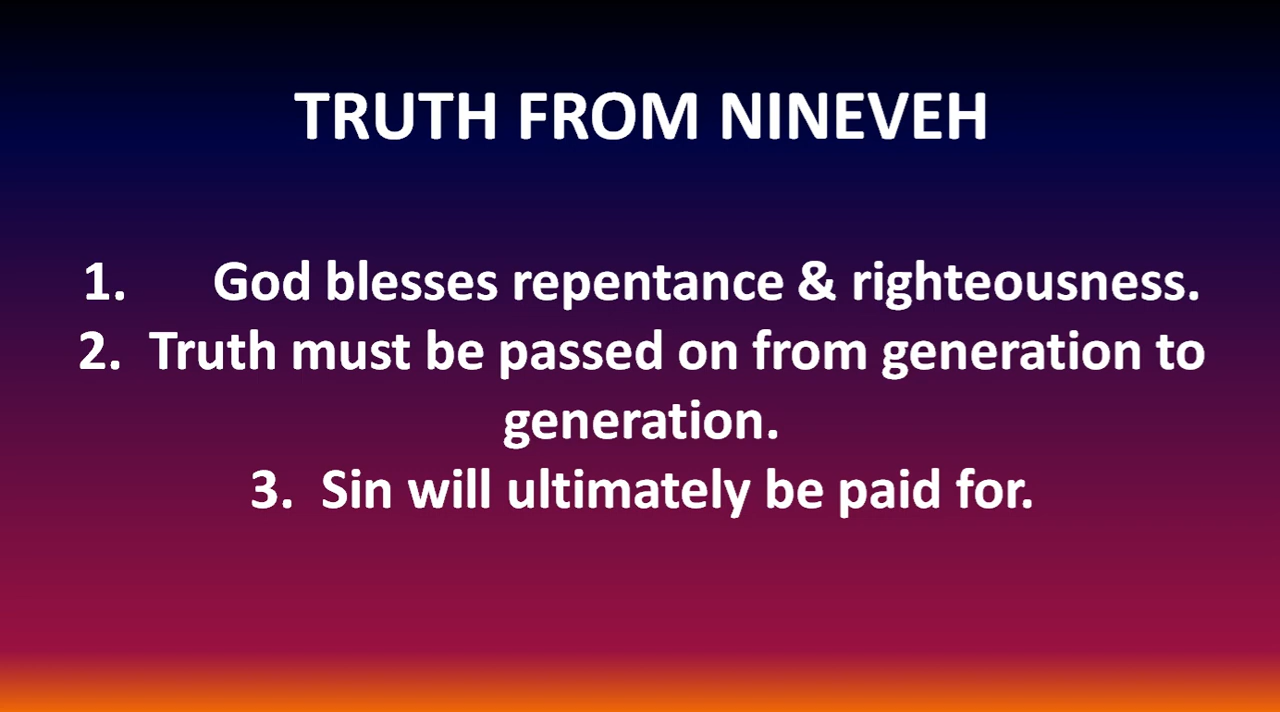 TRUTH FROM NINEVEH
1. God blesses repentance & righteousness.
2. Truth must be passed on from generation to
generation.
3. Sin will ultimately be paid for.